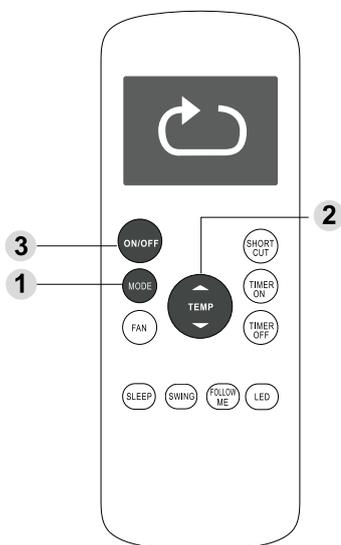 2
3
ON/OFF
SHORT
CUT
1
MODE
TEMP
TIMER
ON
FAN
TIMER
OFF
SLEEP
SWING
FOLLOW
ME
LED